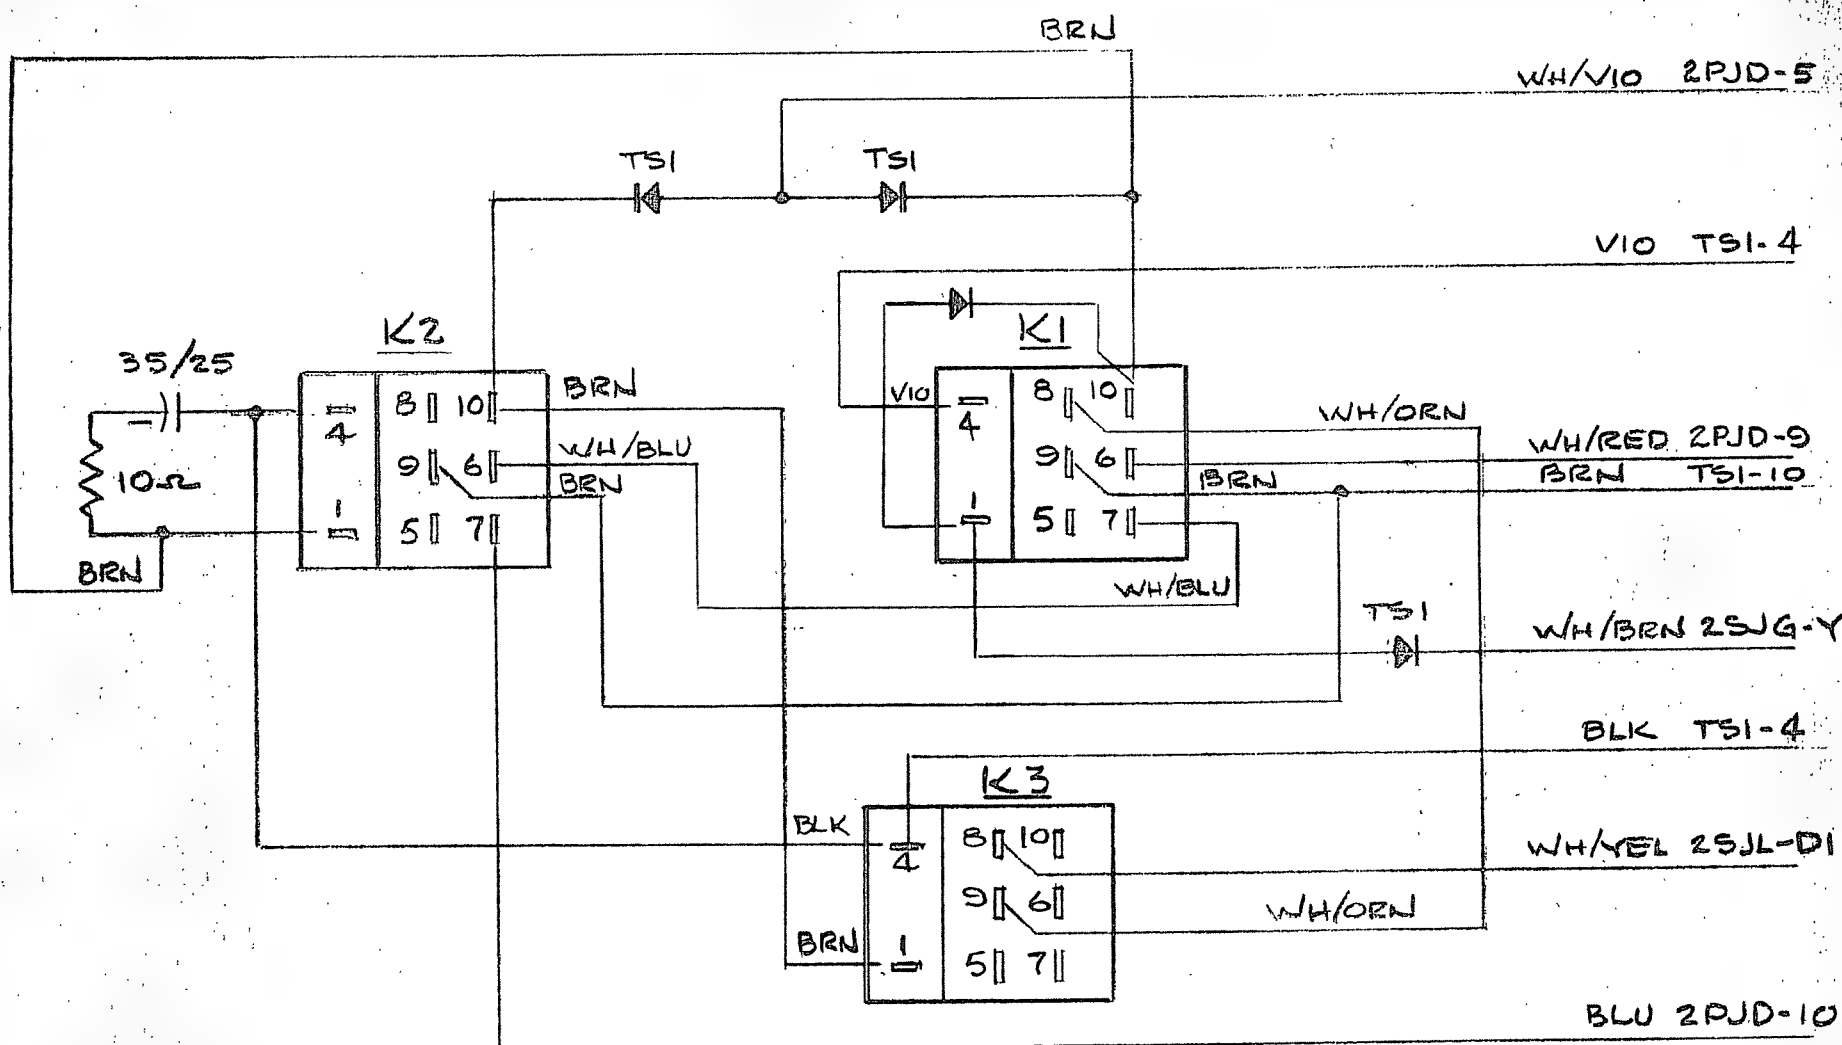 BRN
WH/VIO 2PJD-5
TS1
TS1
VIO TS1-4
K2
K1
35/25
10Ω
BRN
4
1
8 10
9 6
5 7
BRN
WH/BLU
BRN
VIO
4
1
8 10
9 6
5 7
WH/ORN
WH/RED 2PJD-9
BRN
BRN TS1-10
WH/BLU
TS1
WH/BRN 2SJG-Y
BLK TS1-4
K3
BLK
BRN
4
1
8 10
9 6
5 7
WH/YEL 2SJL-D1
WH/ORN
BLU 2PJD-10